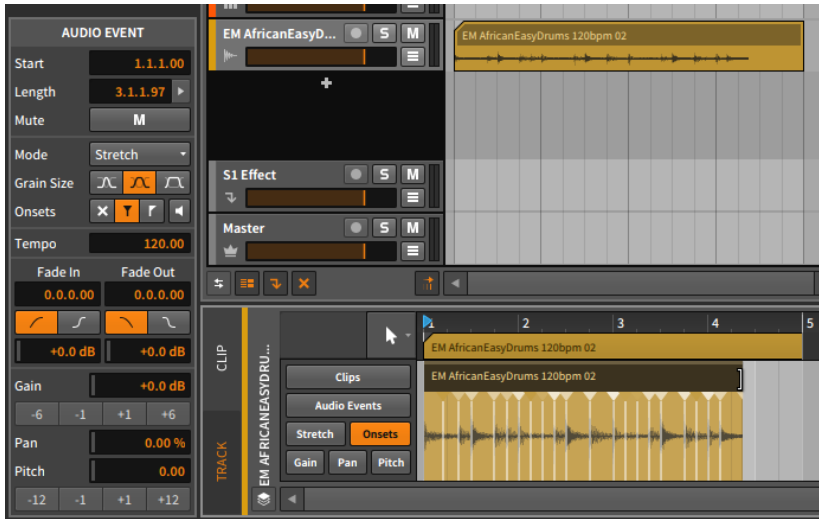 AUDIO EVENT
Start 1.1.1.00
Length 3.1.1.97
Mute M
Mode Stretch
Grain Size
Onsets
Tempo 120.00
Fade In Fade Out
0.0.0.00 0.0.0.00
+0.0 dB +0.0 dB
Gain +0.0 dB
-6 -1 +1 +6
Pan 0.00 %
Pitch 0.00
-12 -1 +1 +12
EM AfricanEasyD... S M
EM AfricanEasyDrums 120bpm 02
+
S1 Effect S M
Master S M
CLIP
TRACK
EM AFRICANEASYDRU...
Clips
Audio Events
Stretch Onsets
Gain Pan Pitch
1 2 3 4 5
EM AfricanEasyDrums 120bpm 02
EM AfricanEasyDrums 120bpm 02